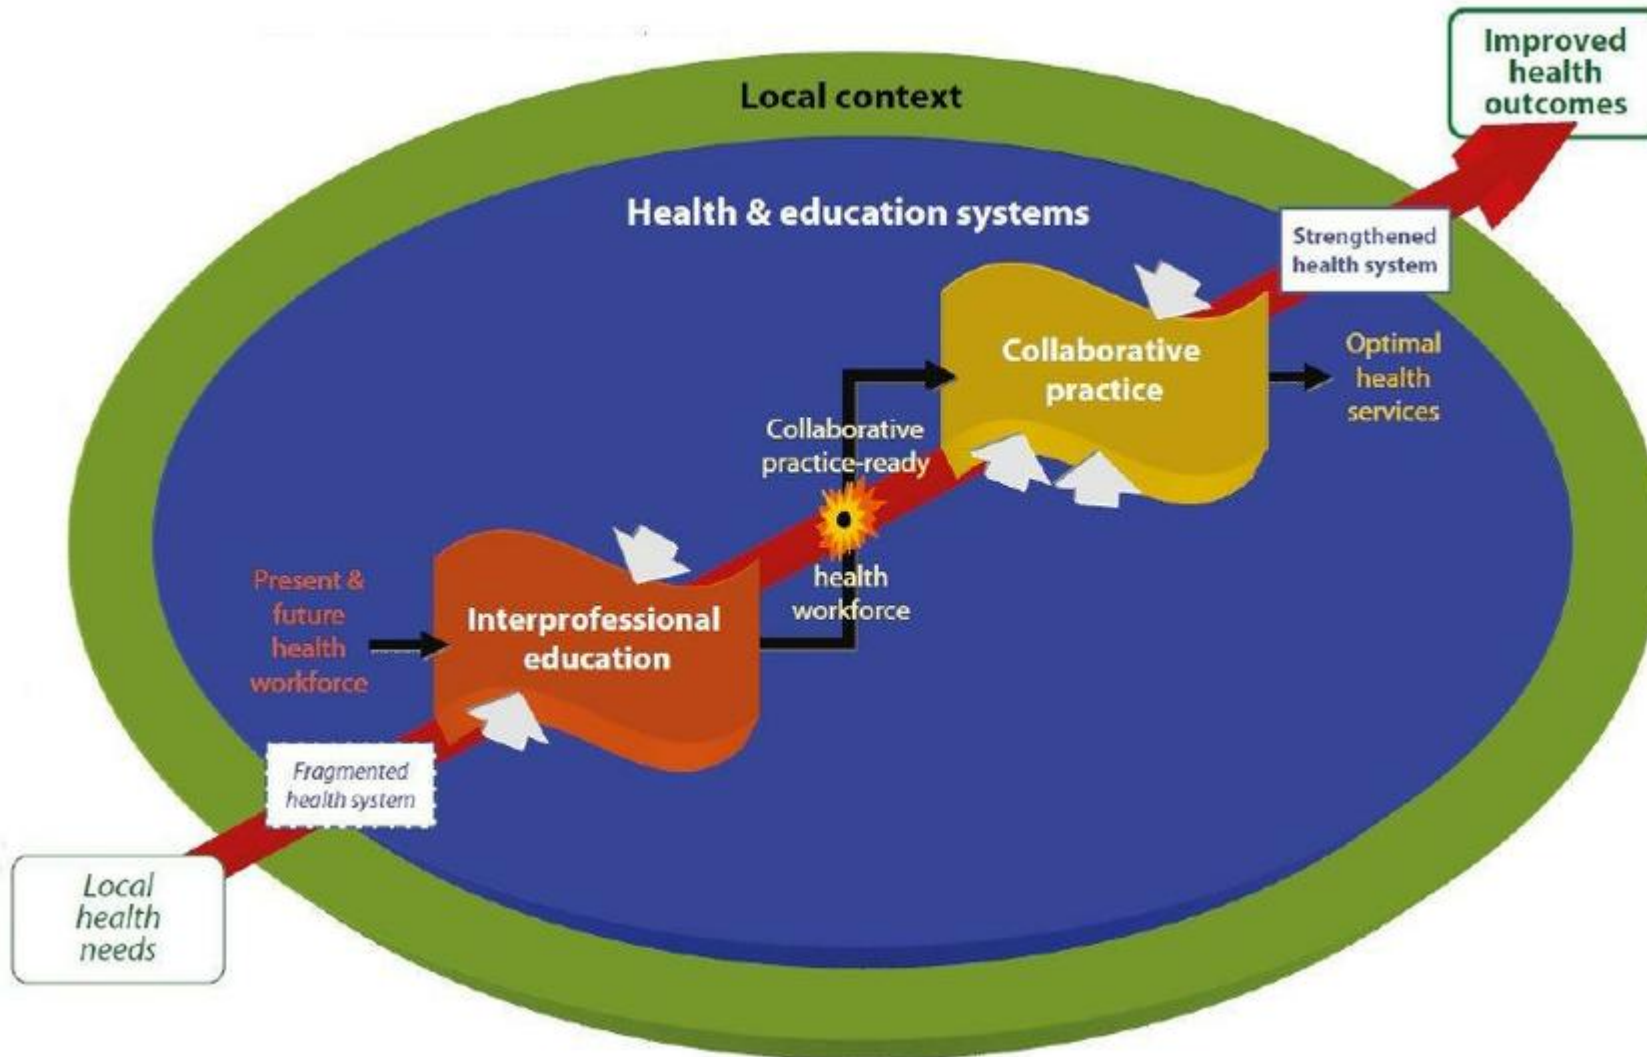 Improved
health
outcomes
Local context
Health & education systems
Strengthened
health system
Collaborative
practice
Optimal
health
services
Collaborative
practice-ready
health
workforce
Present &
future
health
workforce
Interprofessional
education
Fragmented
health system
Local
health
needs